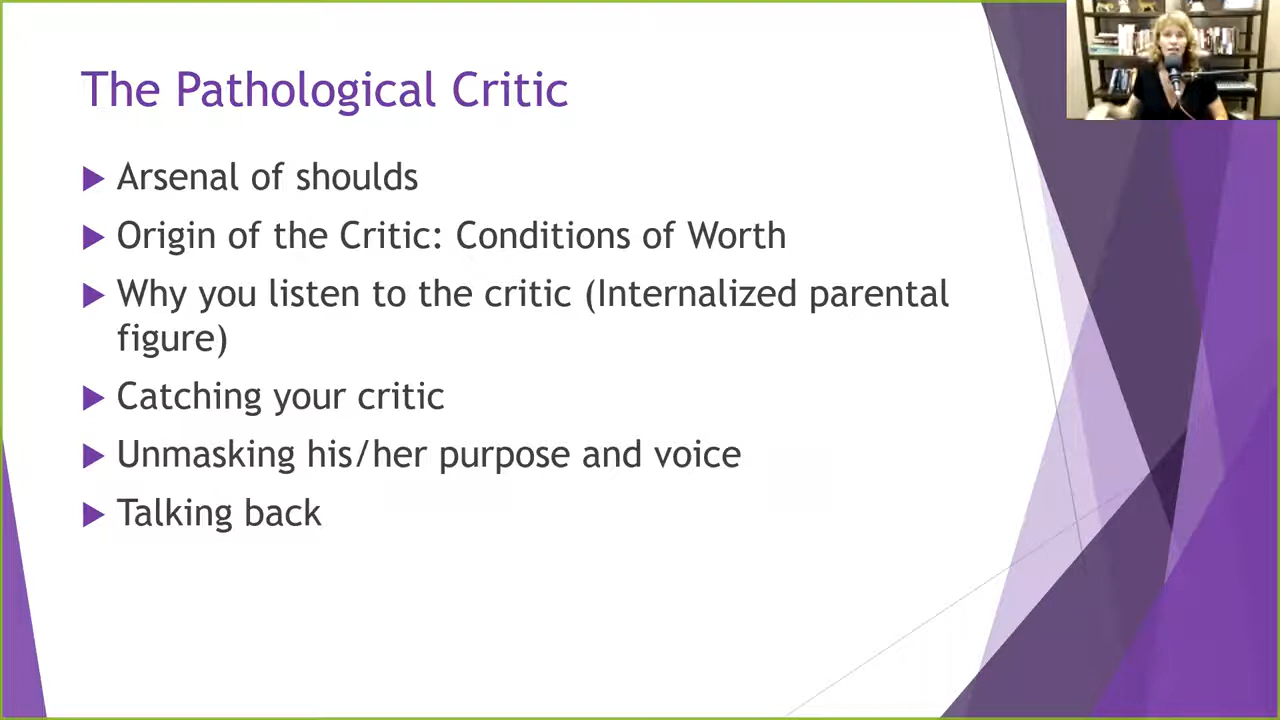 The Pathological Critic
Arsenal of shoulds
Origin of the Critic: Conditions of Worth
Why you listen to the critic (Internalized parental
figure)
Catching your critic
Unmasking his/her purpose and voice
Talking back